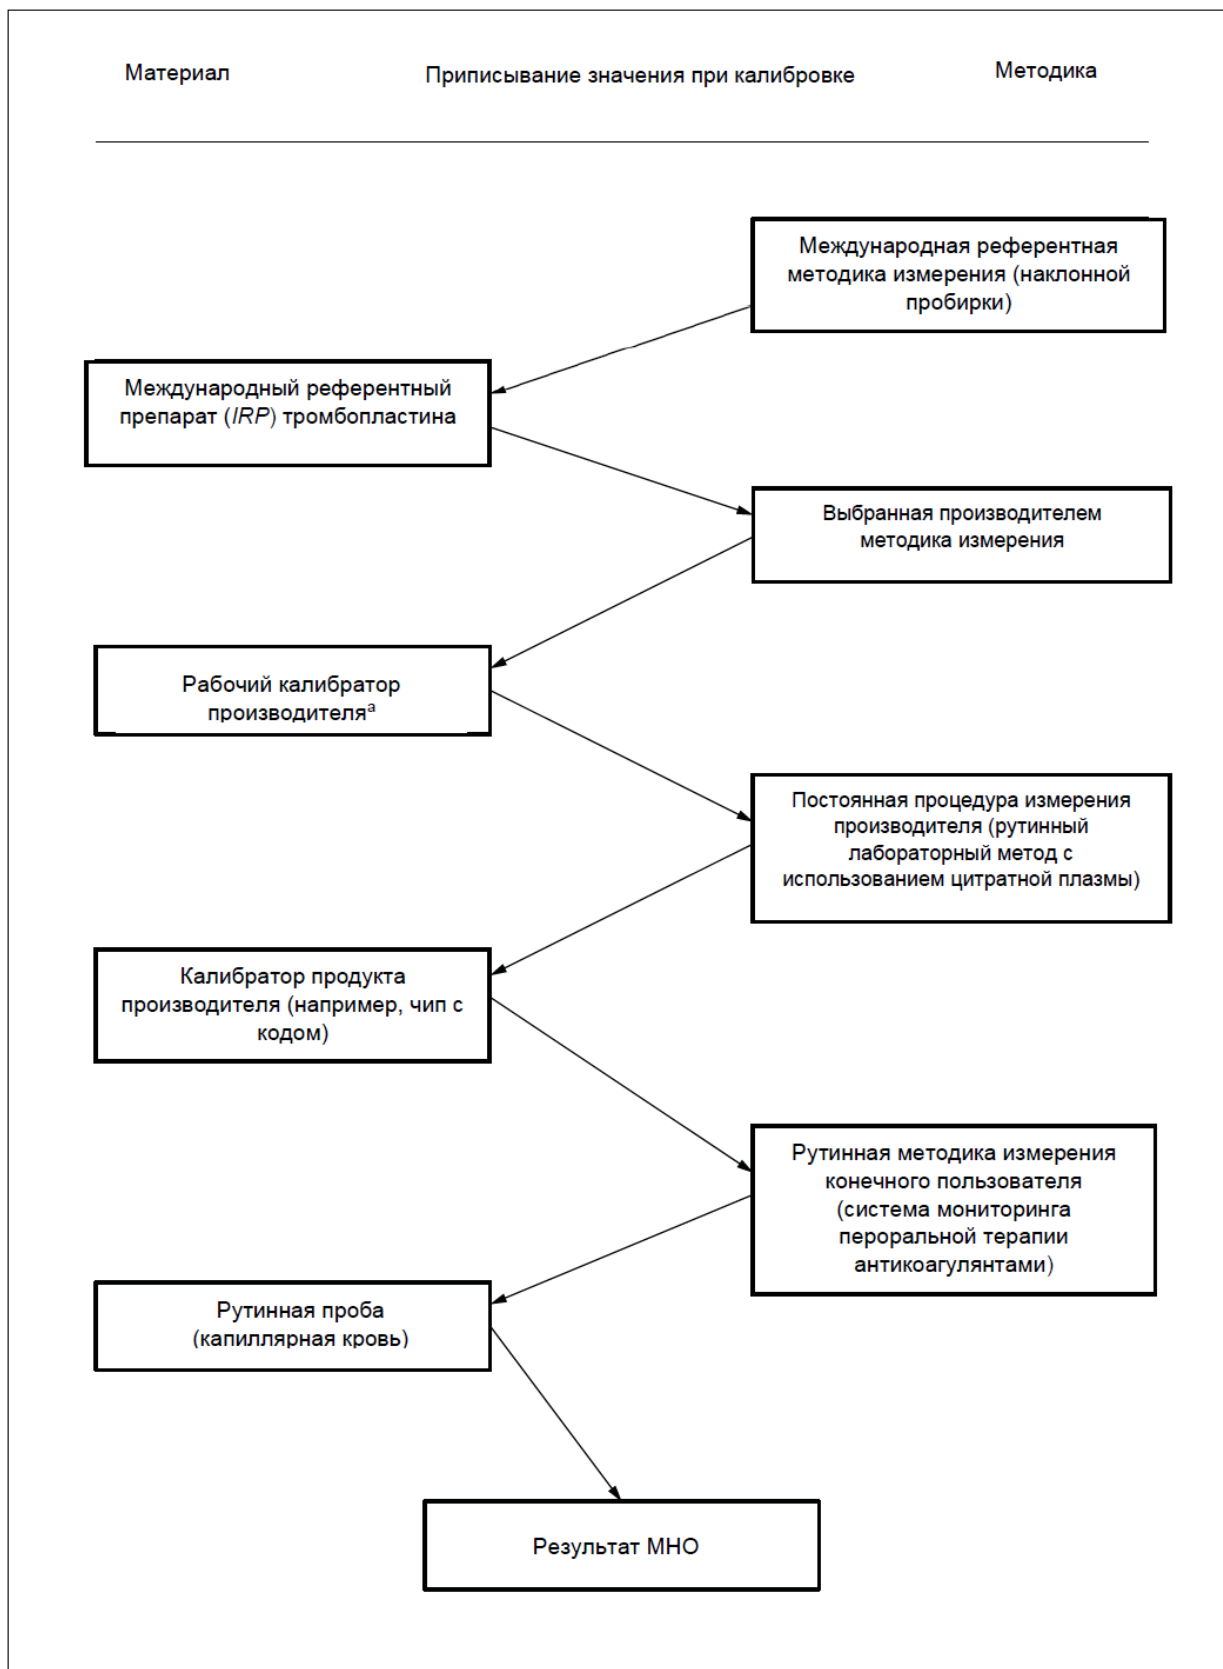 Материал
Приписывание значения при калибровке
Методика
Международная референтная
методика измерения (наклонной
пробирки)
Международный референтный
препарат (IRP) тромбопластина
Выбранная производителем
методика измерения
Рабочий калибратор
производителяᵃ
Постоянная процедура измерения
производителя (рутинный
лабораторный метод с
использованием цитратной плазмы)
Калибратор продукта
производителя (например, чип с
кодом)
Рутинная методика измерения
конечного пользователя
(система мониторинга
пероральной терапии
антикоагулянтами)
Рутинная проба
(капиллярная кровь)
Результат МНО